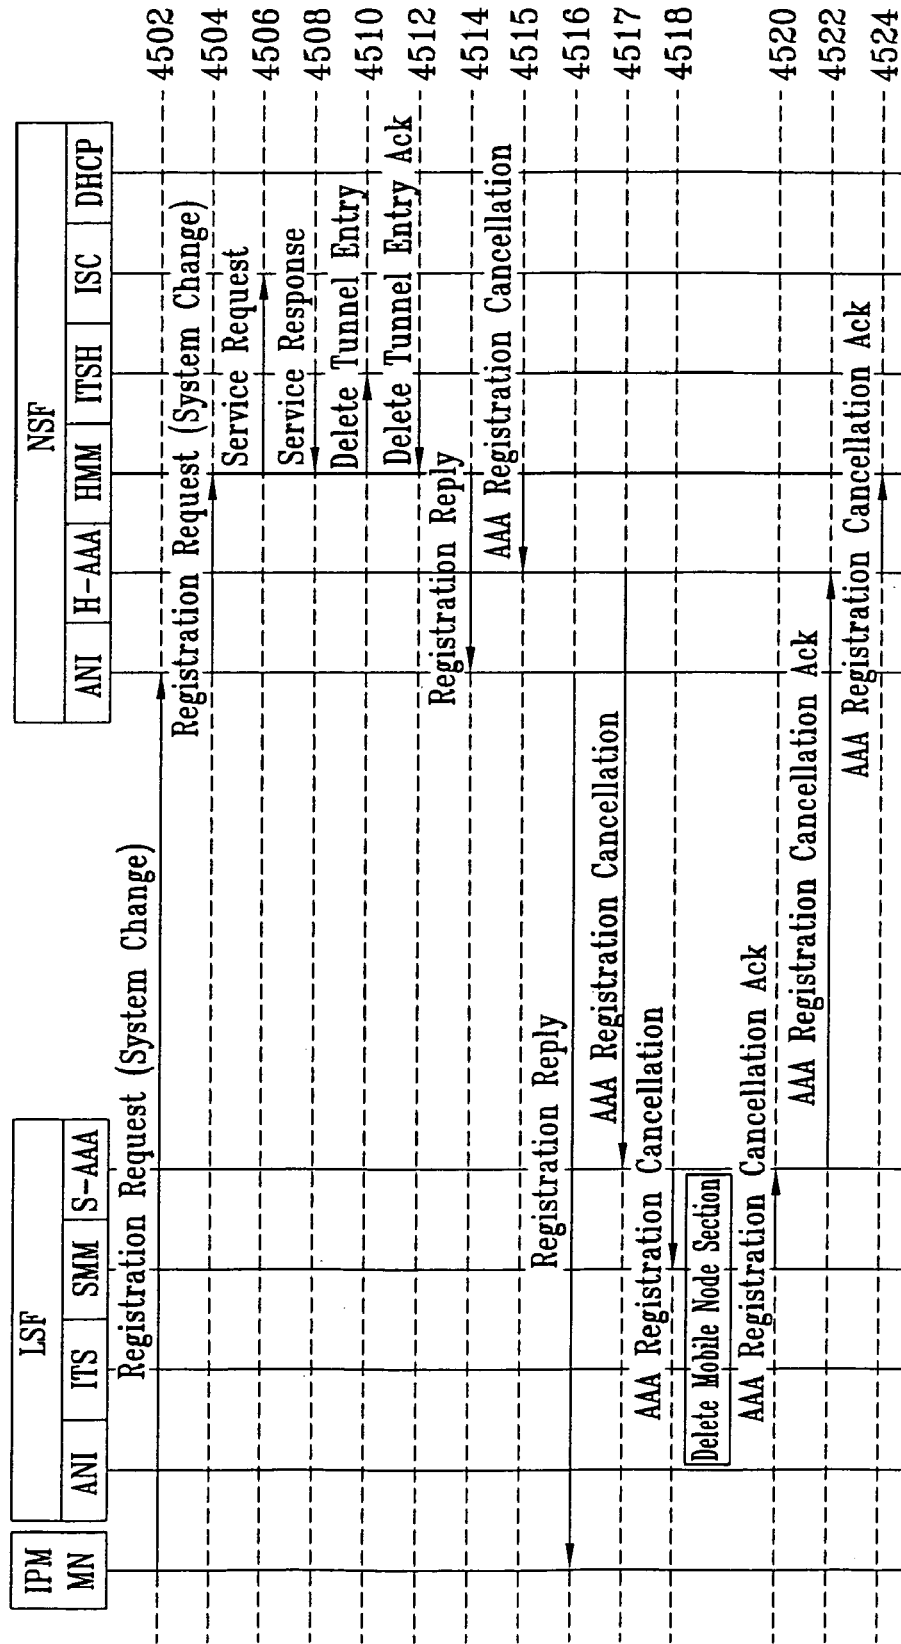 IPM
MN
LSF
ANI
ITS
SMM
S-AAA
NSF
ANI
H-AAA
HMM
ITSH
ISC
DHCP
Registration Request (System Change)
4502
Registration Request (System Change)
4504
Service Request
4506
Service Response
4508
Delete Tunnel Entry
4510
Delete Tunnel Entry Ack
4512
Registration Reply
4514
AAA Registration Cancellation
4515
Registration Reply
4516
AAA Registration Cancellation
4517
AAA Registration Cancellation
4518
Delete Mobile Node Section
AAA Registration Cancellation Ack
4520
AAA Registration Cancellation Ack
4522
AAA Registration Cancellation Ack
4524